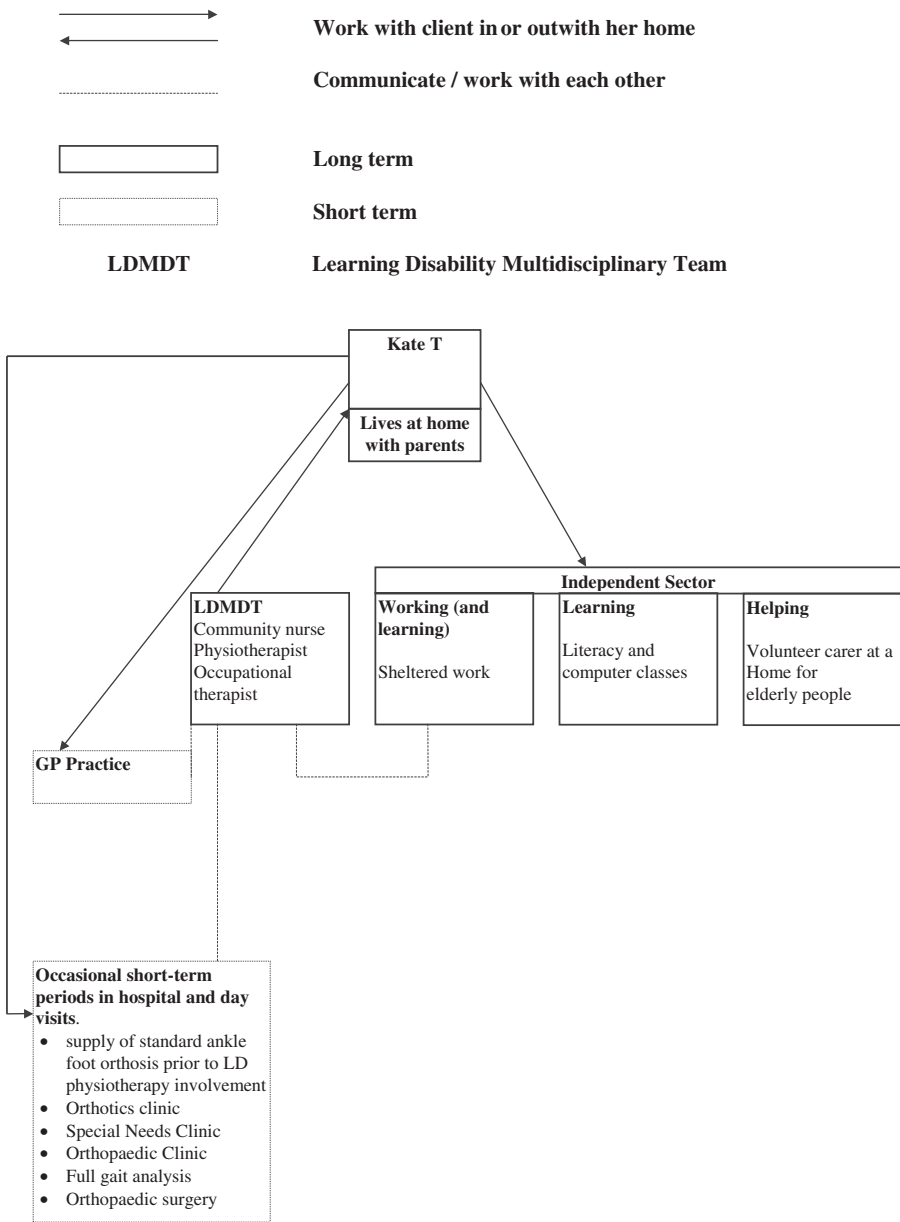 Work with client in or outwith her home
Communicate / work with each other
Long term
Short term
LDMDT Learning Disability Multidisciplinary Team
Kate T
Lives at home
with parents
Independent Sector
LDMDT
Community nurse
Physiotherapist
Occupational
therapist
Working (and
learning)
Sheltered work
Learning
Literacy and
computer classes
Helping
Volunteer carer at a
Home for
elderly people
GP Practice
Occasional short-term
periods in hospital and day
visits.
• supply of standard ankle
foot orthosis prior to LD
physiotherapy involvement
• Orthotics clinic
• Special Needs Clinic
• Orthopaedic Clinic
• Full gait analysis
• Orthopaedic surgery